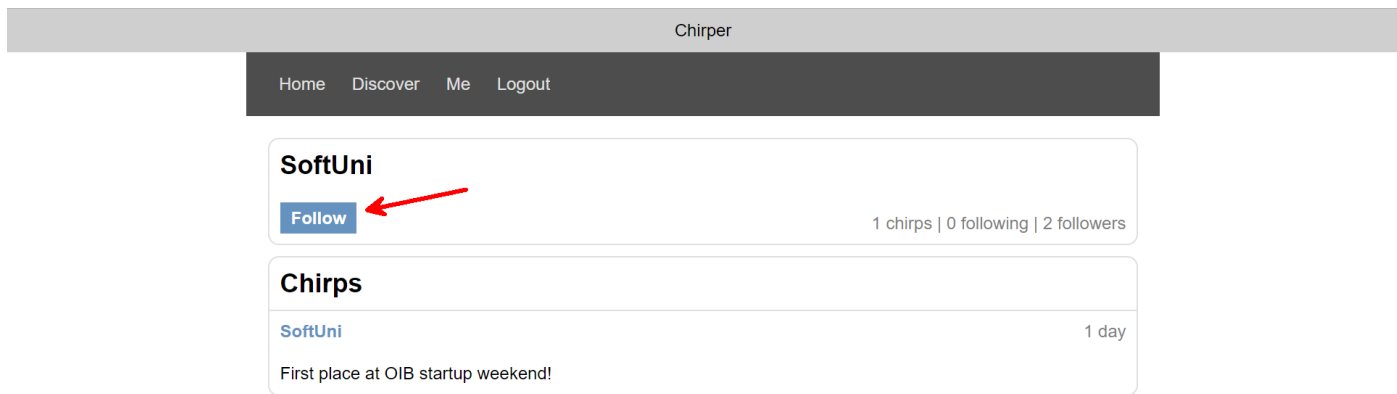 Chirper
Home Discover Me Logout
SoftUni
Follow
1 chirps | 0 following | 2 followers
Chirps
SoftUni
1 day
First place at OIB startup weekend!